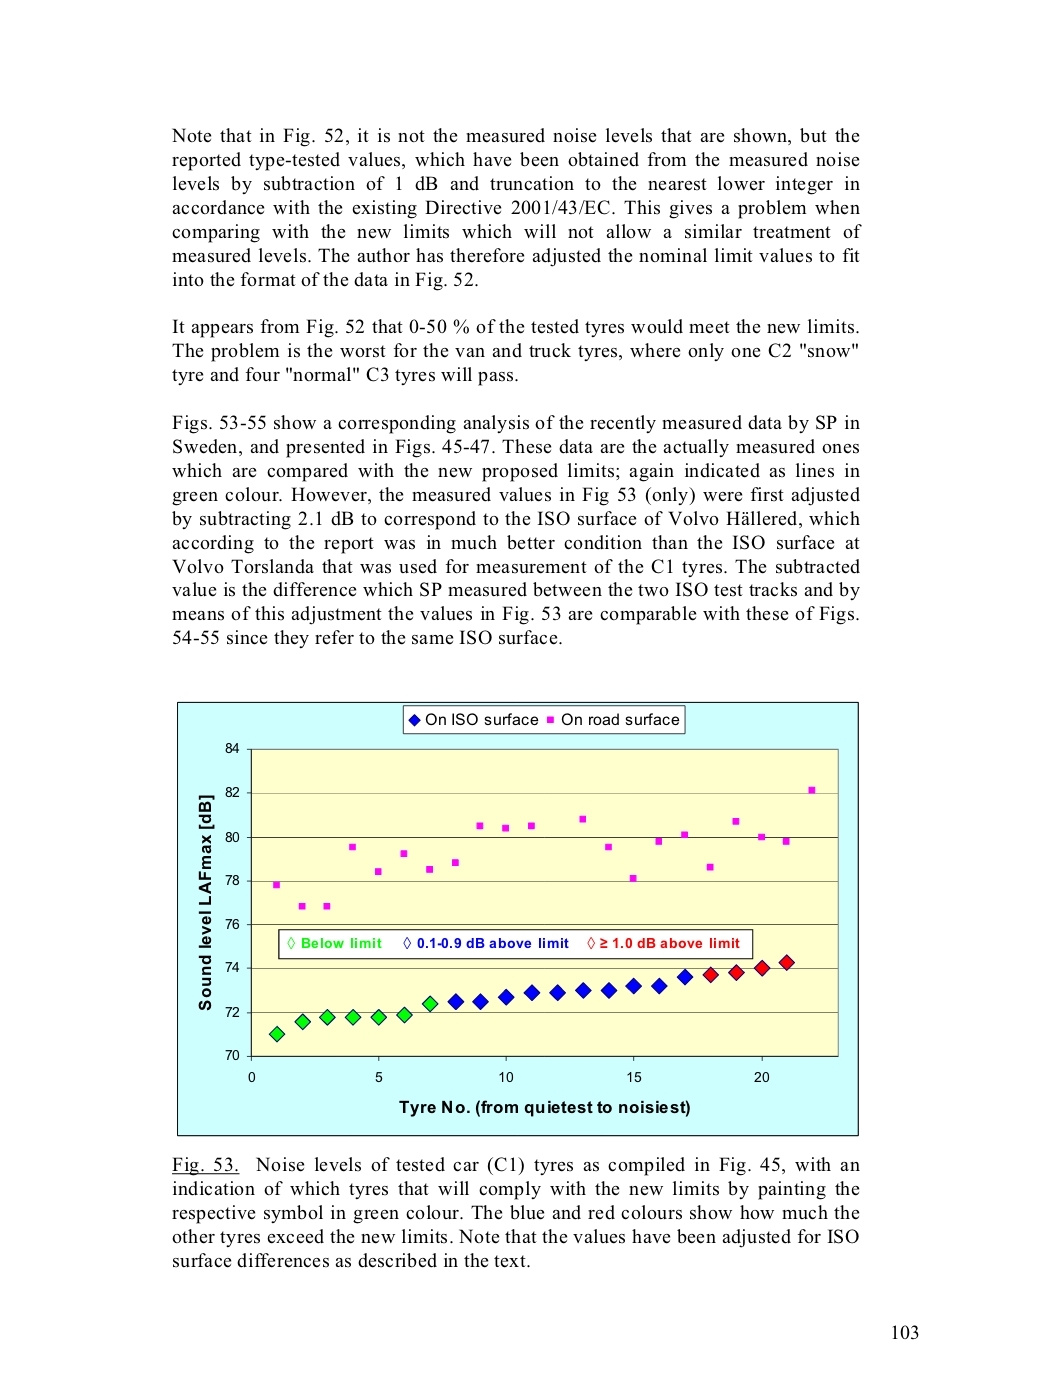 Note that in Fig. 52, it is not the measured noise levels that are shown, but the
reported type-tested values, which have been obtained from the measured noise
levels by subtraction of 1 dB and truncation to the nearest lower integer in
accordance with the existing Directive 2001/43/EC. This gives a problem when
comparing with the new limits which will not allow a similar treatment of
measured levels. The author has therefore adjusted the nominal limit values to fit
into the format of the data in Fig. 52.
It appears from Fig. 52 that 0-50 % of the tested tyres would meet the new limits.
The problem is the worst for the van and truck tyres, where only one C2 "snow"
tyre and four "normal" C3 tyres will pass.
Figs. 53-55 show a corresponding analysis of the recently measured data by SP in
Sweden, and presented in Figs. 45-47. These data are the actually measured ones
which are compared with the new proposed limits; again indicated as lines in
green colour. However, the measured values in Fig 53 (only) were first adjusted
by subtracting 2.1 dB to correspond to the ISO surface of Volvo Hällered, which
according to the report was in much better condition than the ISO surface at
Volvo Torslanda that was used for measurement of the C1 tyres. The subtracted
value is the difference which SP measured between the two ISO test tracks and by
means of this adjustment the values in Fig. 53 are comparable with these of Figs.
54-55 since they refer to the same ISO surface.
On ISO surface On road surface
84
82
80
78
76
74
72
70
Sound level LAFmax [dB]
Below limit 0.1-0.9 dB above limit ≥ 1.0 dB above limit
0 5 10 15 20
Tyre No. (from quietest to noisiest)
Fig. 53. Noise levels of tested car (C1) tyres as compiled in Fig. 45, with an
indication of which tyres that will comply with the new limits by painting the
respective symbol in green colour. The blue and red colours show how much the
other tyres exceed the new limits. Note that the values have been adjusted for ISO
surface differences as described in the text.
103